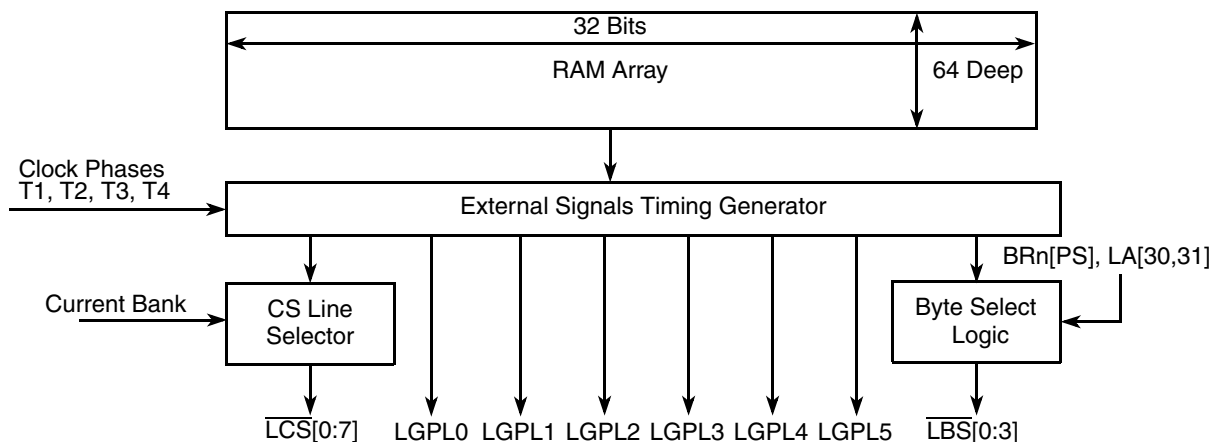 32 Bits
RAM Array
64 Deep
Clock Phases
T1, T2, T3, T4
External Signals Timing Generator
BRn[PS], LA[30,31]
Current Bank
CS Line
Selector
Byte Select
Logic
LCS[0:7]
LGPL0
LGPL1
LGPL2
LGPL3
LGPL4
LGPL5
LBS[0:3]